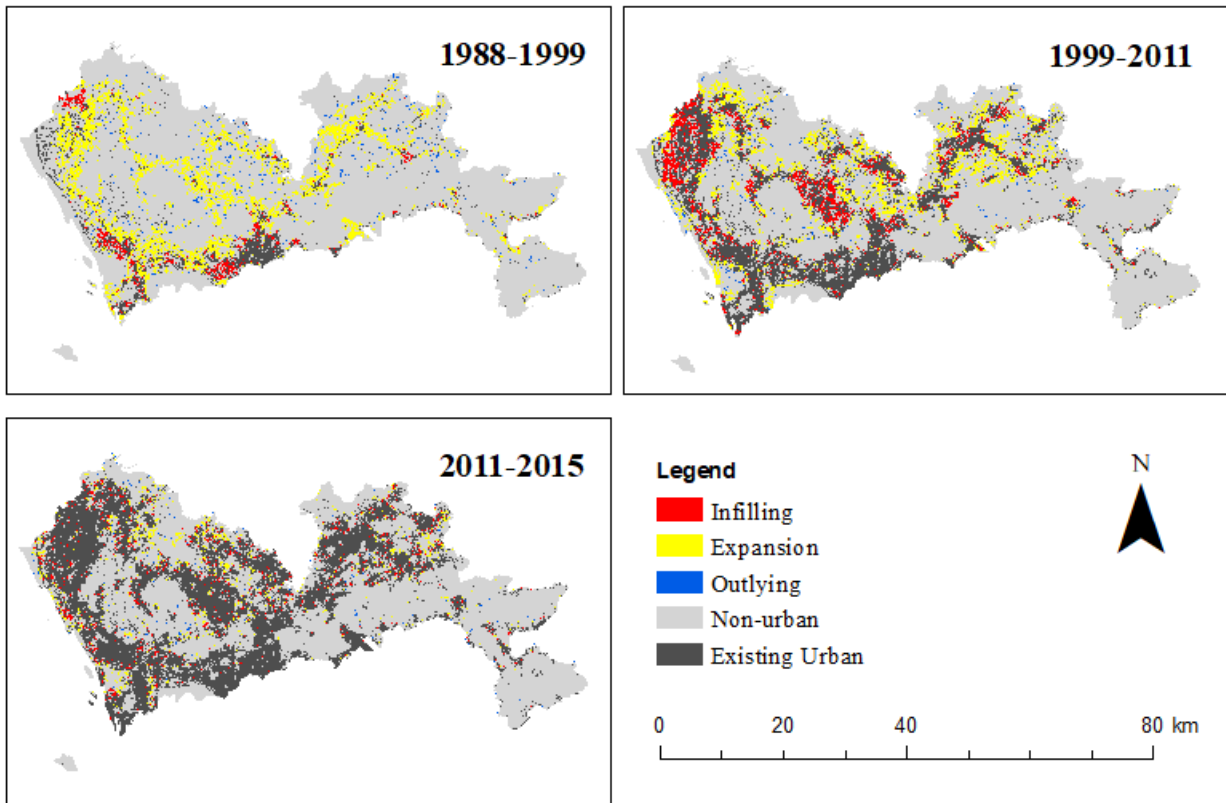 1988-1999
1999-2011
2011-2015
Legend
Infilling
Expansion
Outlying
Non-urban
Existing Urban
N
0 20 40 80 km